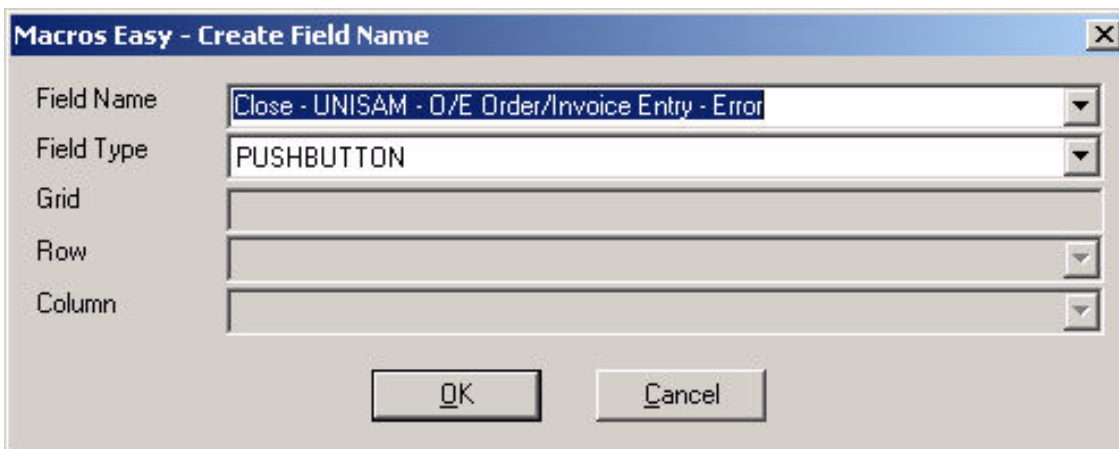 Macros Easy - Create Field Name
Field Name Close - UNISAM - O/E Order/Invoice Entry - Error
Field Type PUSHBUTTON
Grid
Row
Column
OK Cancel